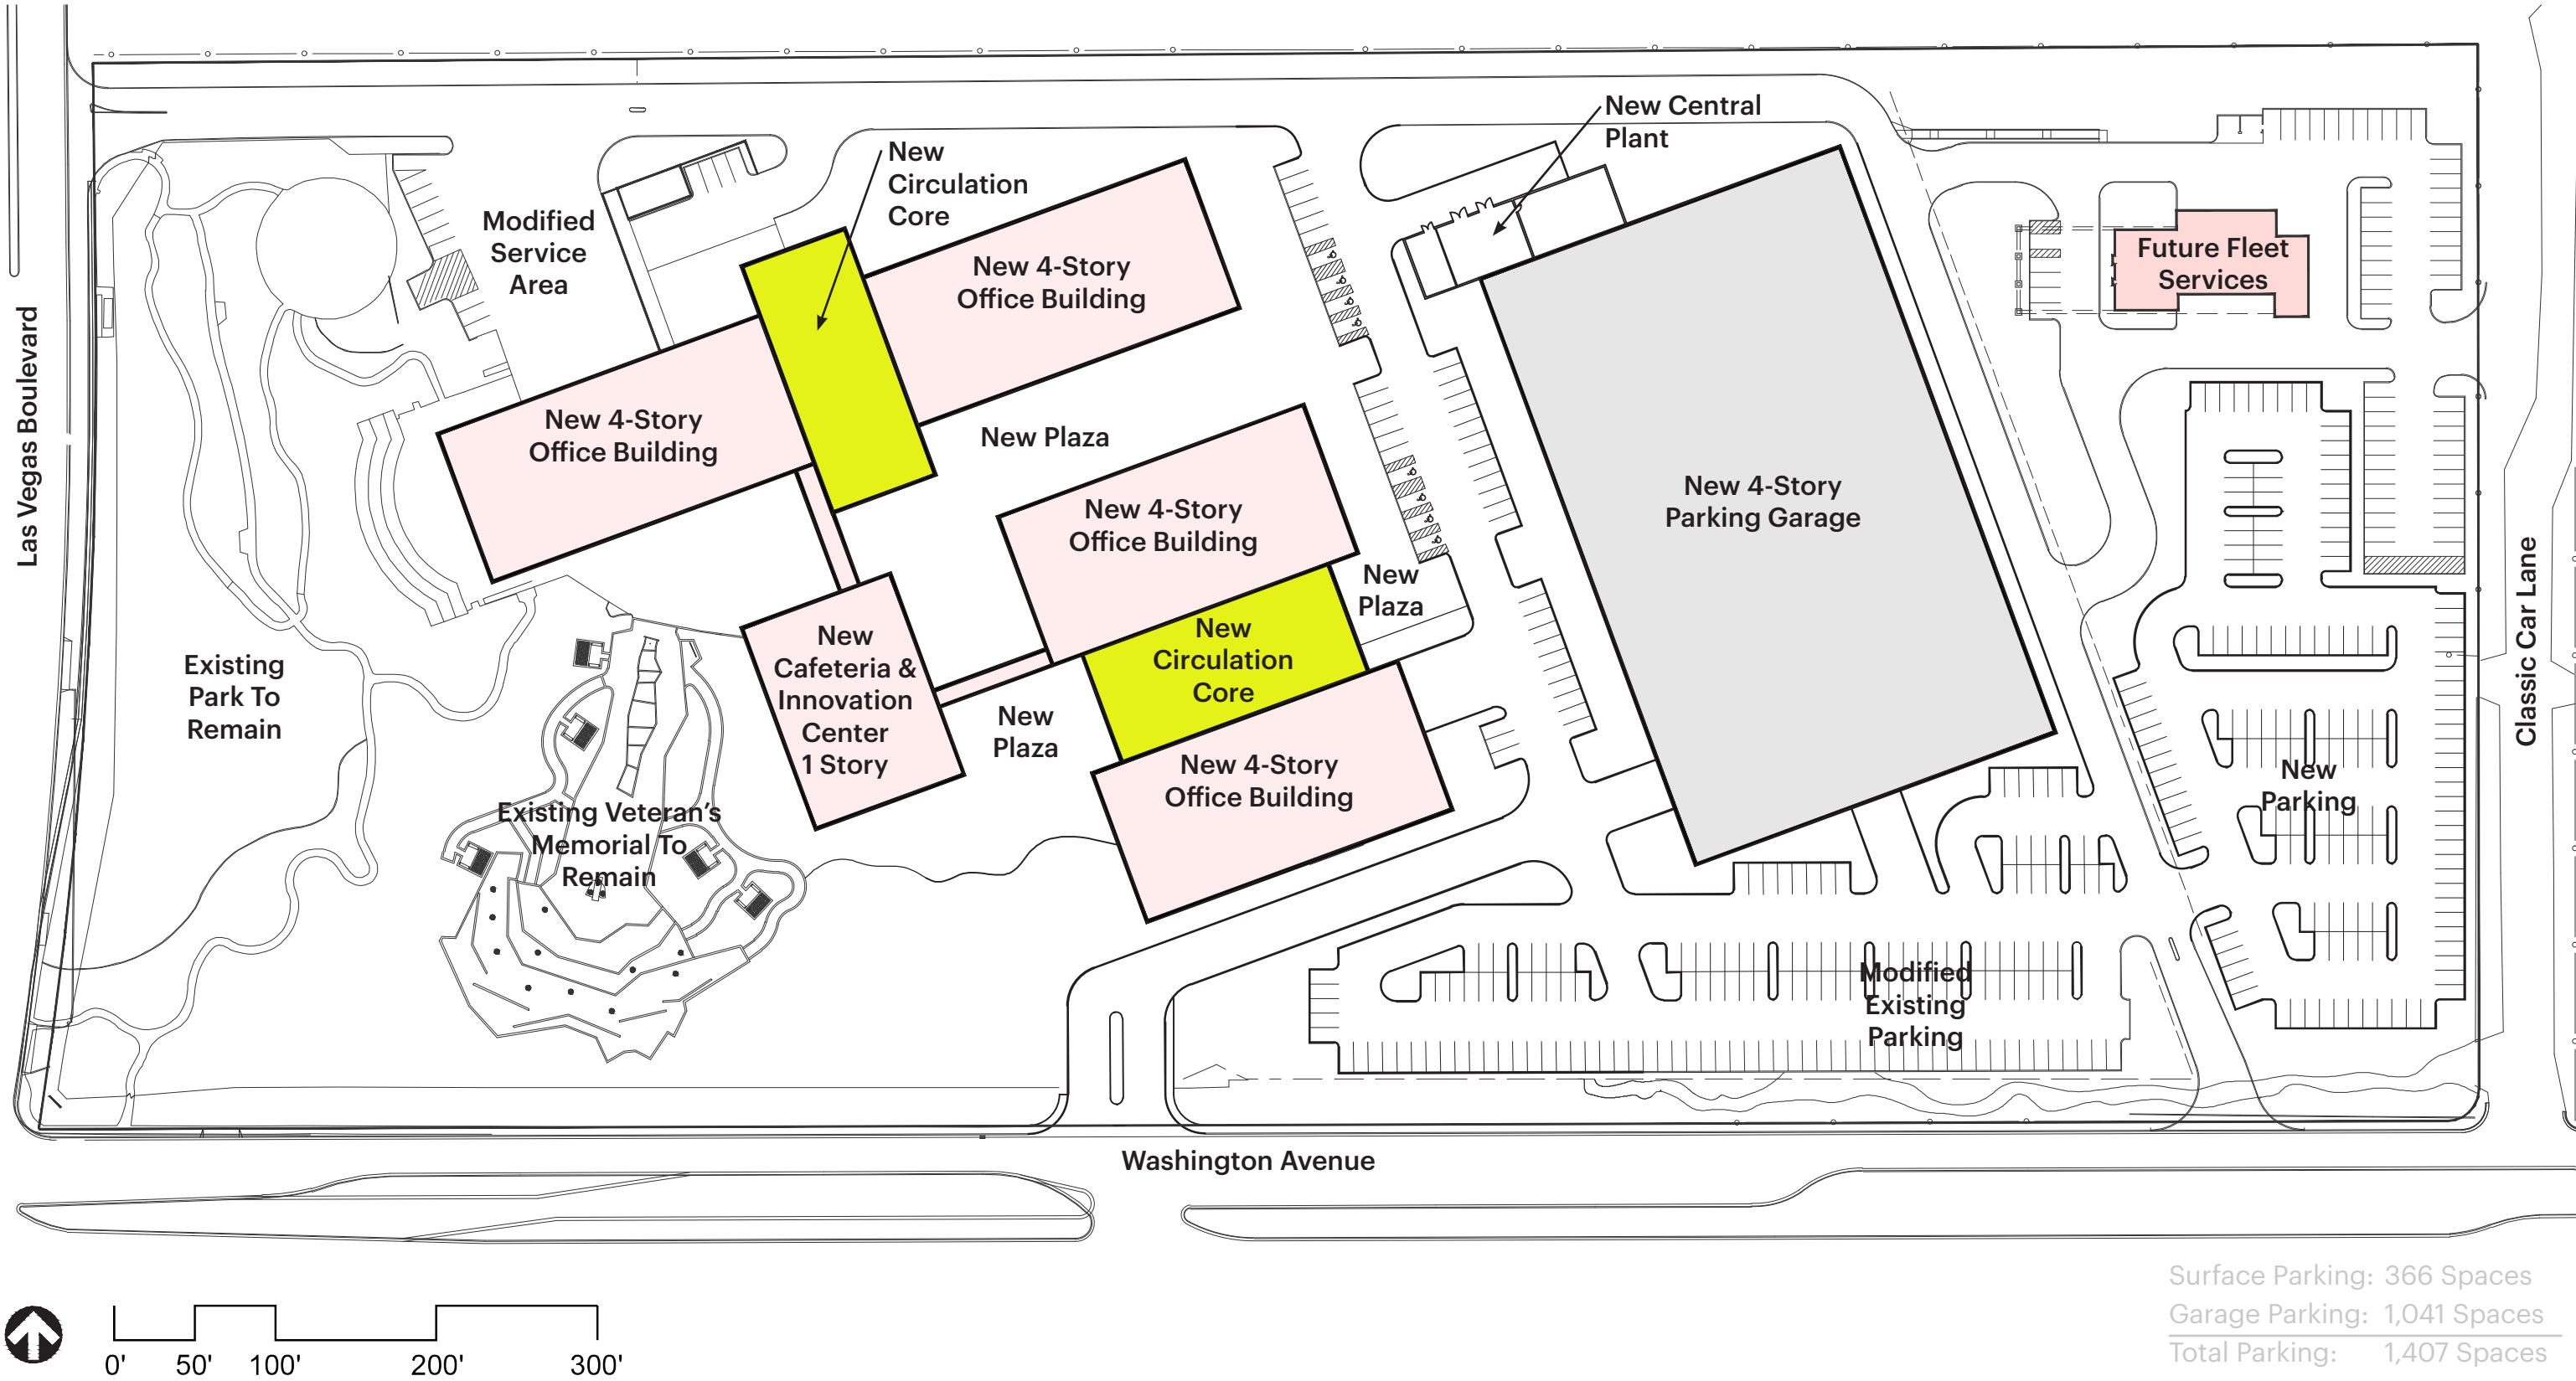 New Central
Plant
New
Circulation
Core
Modified
Service
Area
New 4-Story
Office Building
Future Fleet
Services
New 4-Story
Office Building
New Plaza
New 4-Story
Office Building
New 4-Story
Parking Garage
Las Vegas Boulevard
Classic Car Lane
New
Plaza
New
Circulation
Core
New
Cafeteria &
Innovation
Center
1 Story
Existing
Park To
Remain
New
Plaza
New 4-Story
Office Building
New
Parking
Existing Veteran's
Memorial To
Remain
Modified
Existing
Parking
Washington Avenue
Surface Parking: 366 Spaces
Garage Parking: 1,041 Spaces
Total Parking: 1,407 Spaces
0' 50' 100' 200' 300'